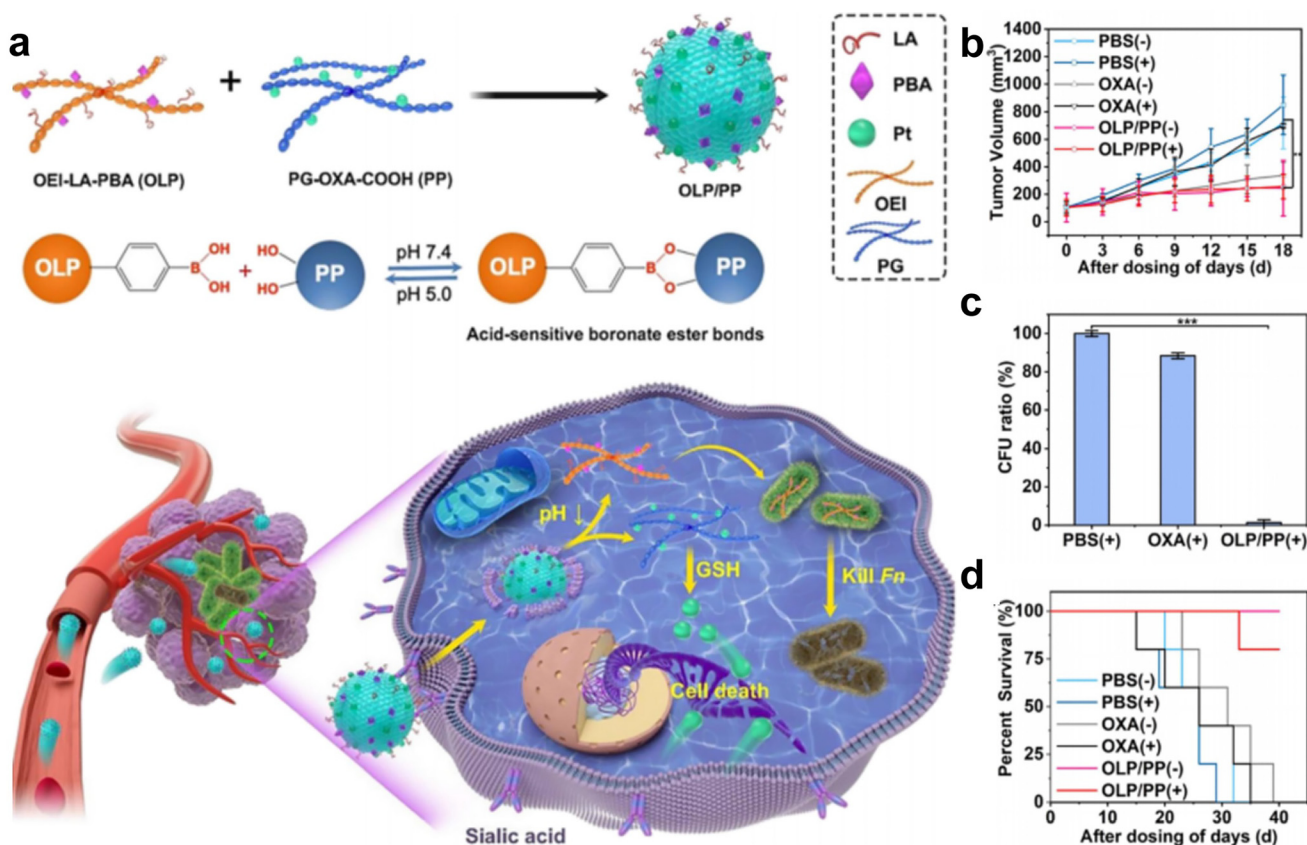 a
+
OEI-LA-PBA (OLP)
PG-OXA-COOH (PP)
OLP/PP
LA
PBA
Pt
OEI
PG
OLP
B
OH
OH
+
HO
HO
PP
pH 7.4
pH 5.0
OLP
B
O
O
PP
Acid-sensitive boronate ester bonds
pH ↓
GSH
Kill Fn
Cell death
Sialic acid
b
Tumor Volume (mm³)
1400
1200
1000
800
600
400
200
0
PBS(-)
PBS(+)
OXA(-)
OXA(+)
OLP/PP(-)
OLP/PP(+)
0 3 6 9 12 15 18
After dosing of days (d)
c
CFU ratio (%)
100
80
60
40
20
0
***
PBS(+) OXA(+) OLP/PP(+)
d
Percent Survival (%)
100%
75
50
25
0
PBS(-)
PBS(+)
OXA(-)
OXA(+)
OLP/PP(-)
OLP/PP(+)
0 10 20 30 40
After dosing of days (d)